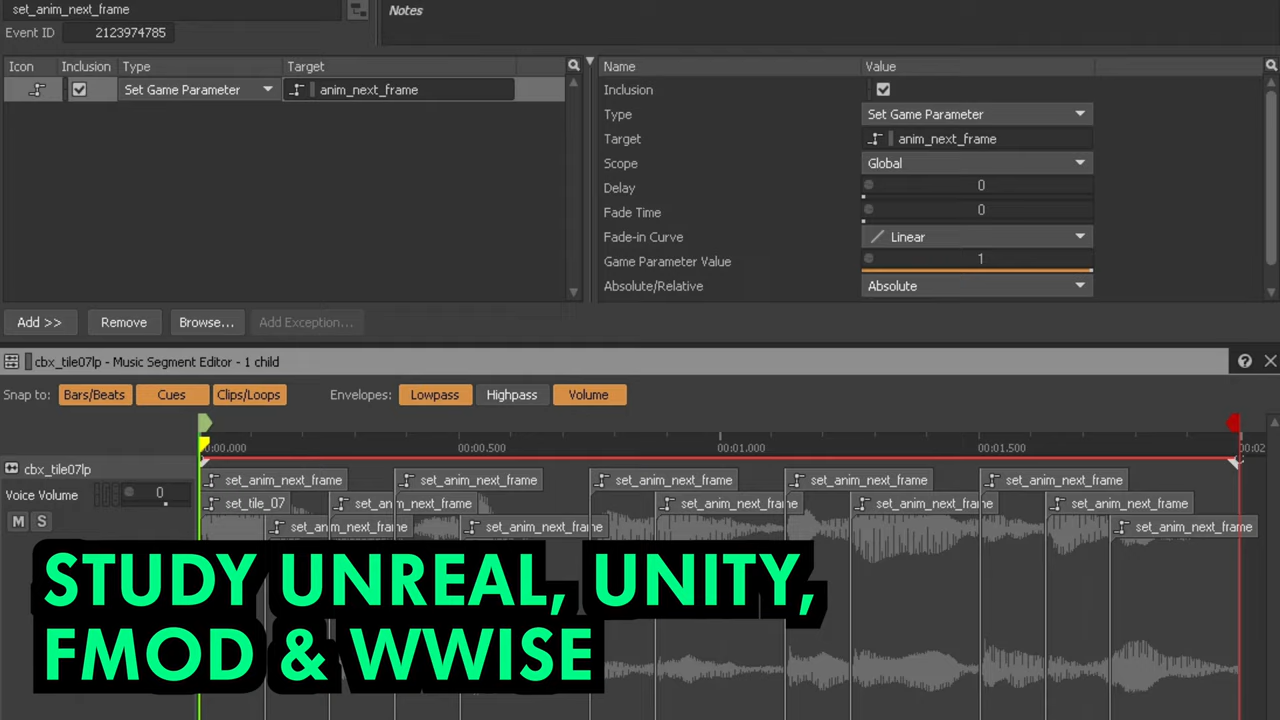 set_anim_next_frame
Notes
Event ID 2123974785
Icon Inclusion Type Target
Name Value
Set Game Parameter anim_next_frame
Inclusion
Type Set Game Parameter
Target anim_next_frame
Scope Global
Delay 0
Fade Time 0
Fade-in Curve Linear
Game Parameter Value 1
Absolute/Relative Absolute
Add >> Remove Browse... Add Exception...
cbx_tile07lp - Music Segment Editor - 1 child
Snap to: Bars/Beats Cues Clips/Loops Envelopes: Lowpass Highpass Volume
0:00.000 00:00.500 00:01.000 00:01.500 00:02
cbx_tile07lp
set_anim_next_frame set_anim_next_frame set_anim_next_frame set_anim_next_frame set_anim_next_frame
Voice Volume 0
set_tile_07 set_anim_next_frame set_anim_next_frame set_anim_next_frame set_anim_next_frame
M S
set_anim_next_frame set_anim_next_frame set_anim_next_frame
STUDY UNREAL, UNITY,
FMOD & WWISE